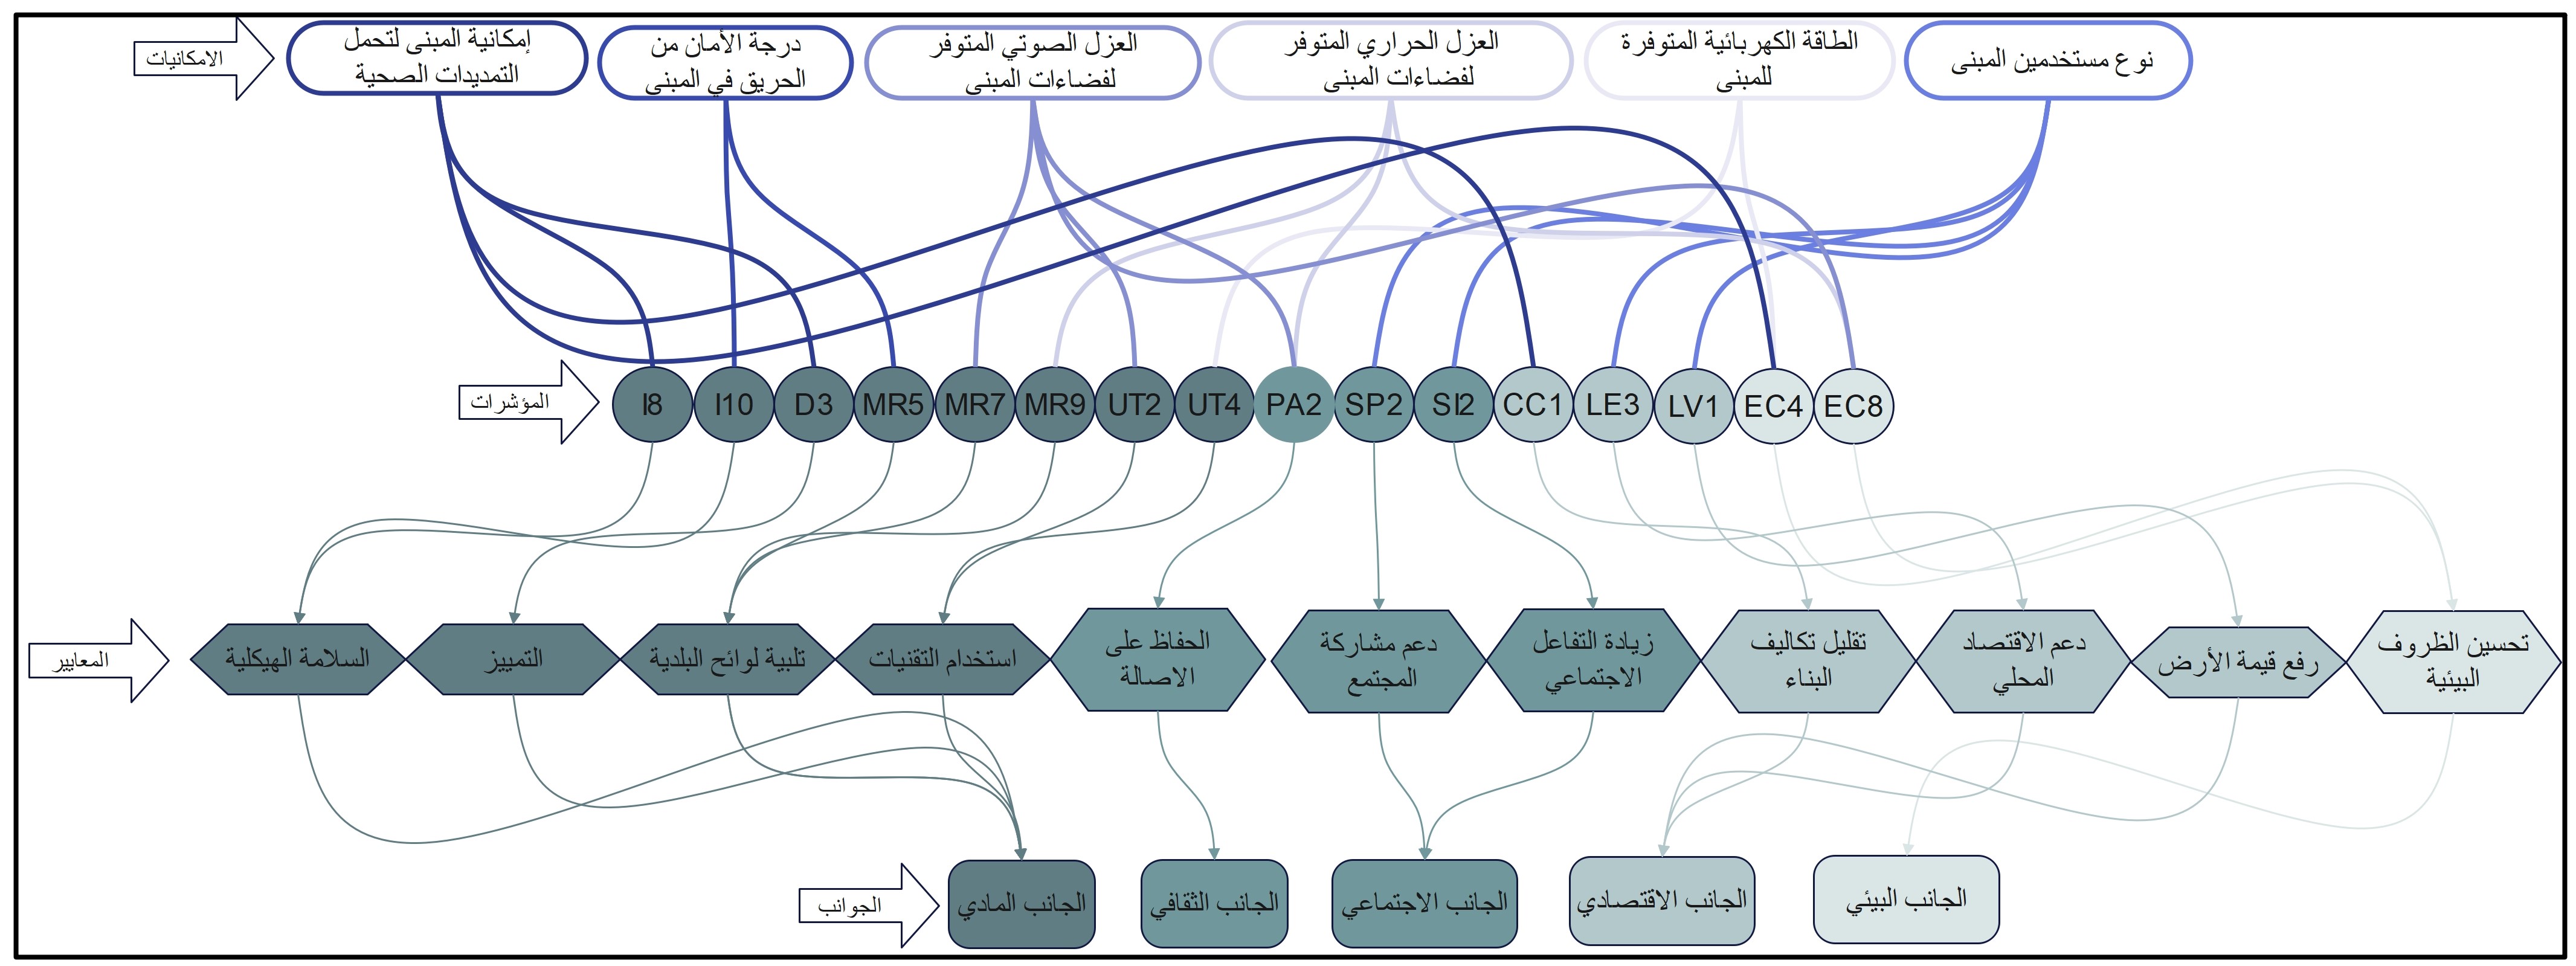 الامكانيات
إمكانية المبنى لتحمل
التمديدات الصحية
درجة الأمان من
الحريق في المبنى
العزل الصوتي المتوفر
لفضاءات المبنى
العزل الحراري المتوفر
لفضاءات المبنى
الطاقة الكهربائية المتوفرة
للمبنى
نوع مستخدمين المبنى
المؤشرات
I8
I10
D3
MR5
MR7
MR9
UT2
UT4
PA2
SP2
SI2
CC1
LE3
LV1
EC4
EC8
المعايير
السلامة الهيكلية
التمييز
تلبية لوائح البلدية
استخدام التقنيات
الحفاظ على
الاصالة
دعم مشاركة
المجتمع
زيادة التفاعل
الاجتماعي
تقليل تكاليف
البناء
دعم الاقتصاد
المحلي
رفع قيمة الأرض
تحسين الظروف
البيئية
الجوانب
الجانب المادي
الجانب الثقافي
الجانب الاجتماعي
الجانب الاقتصادي
الجانب البيئي